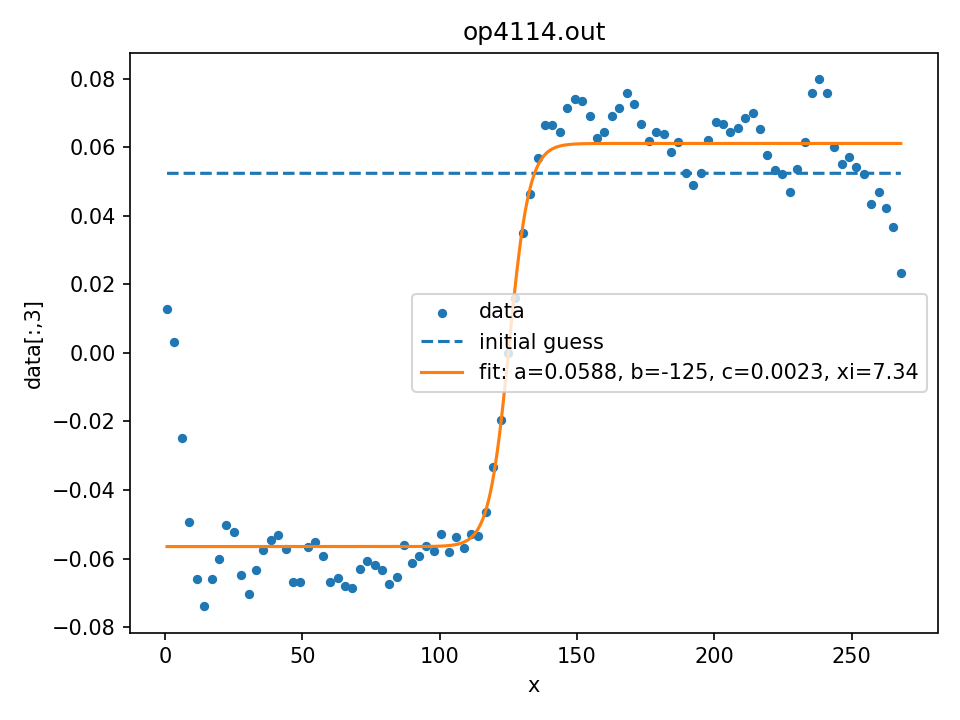 op4114.out
0.08
0.06
0.04
0.02
0.00
−0.02
−0.04
−0.06
−0.08
data[:,3]
data
initial guess
fit: a=0.0588, b=-125, c=0.0023, xi=7.34
0 50 100 150 200 250
x